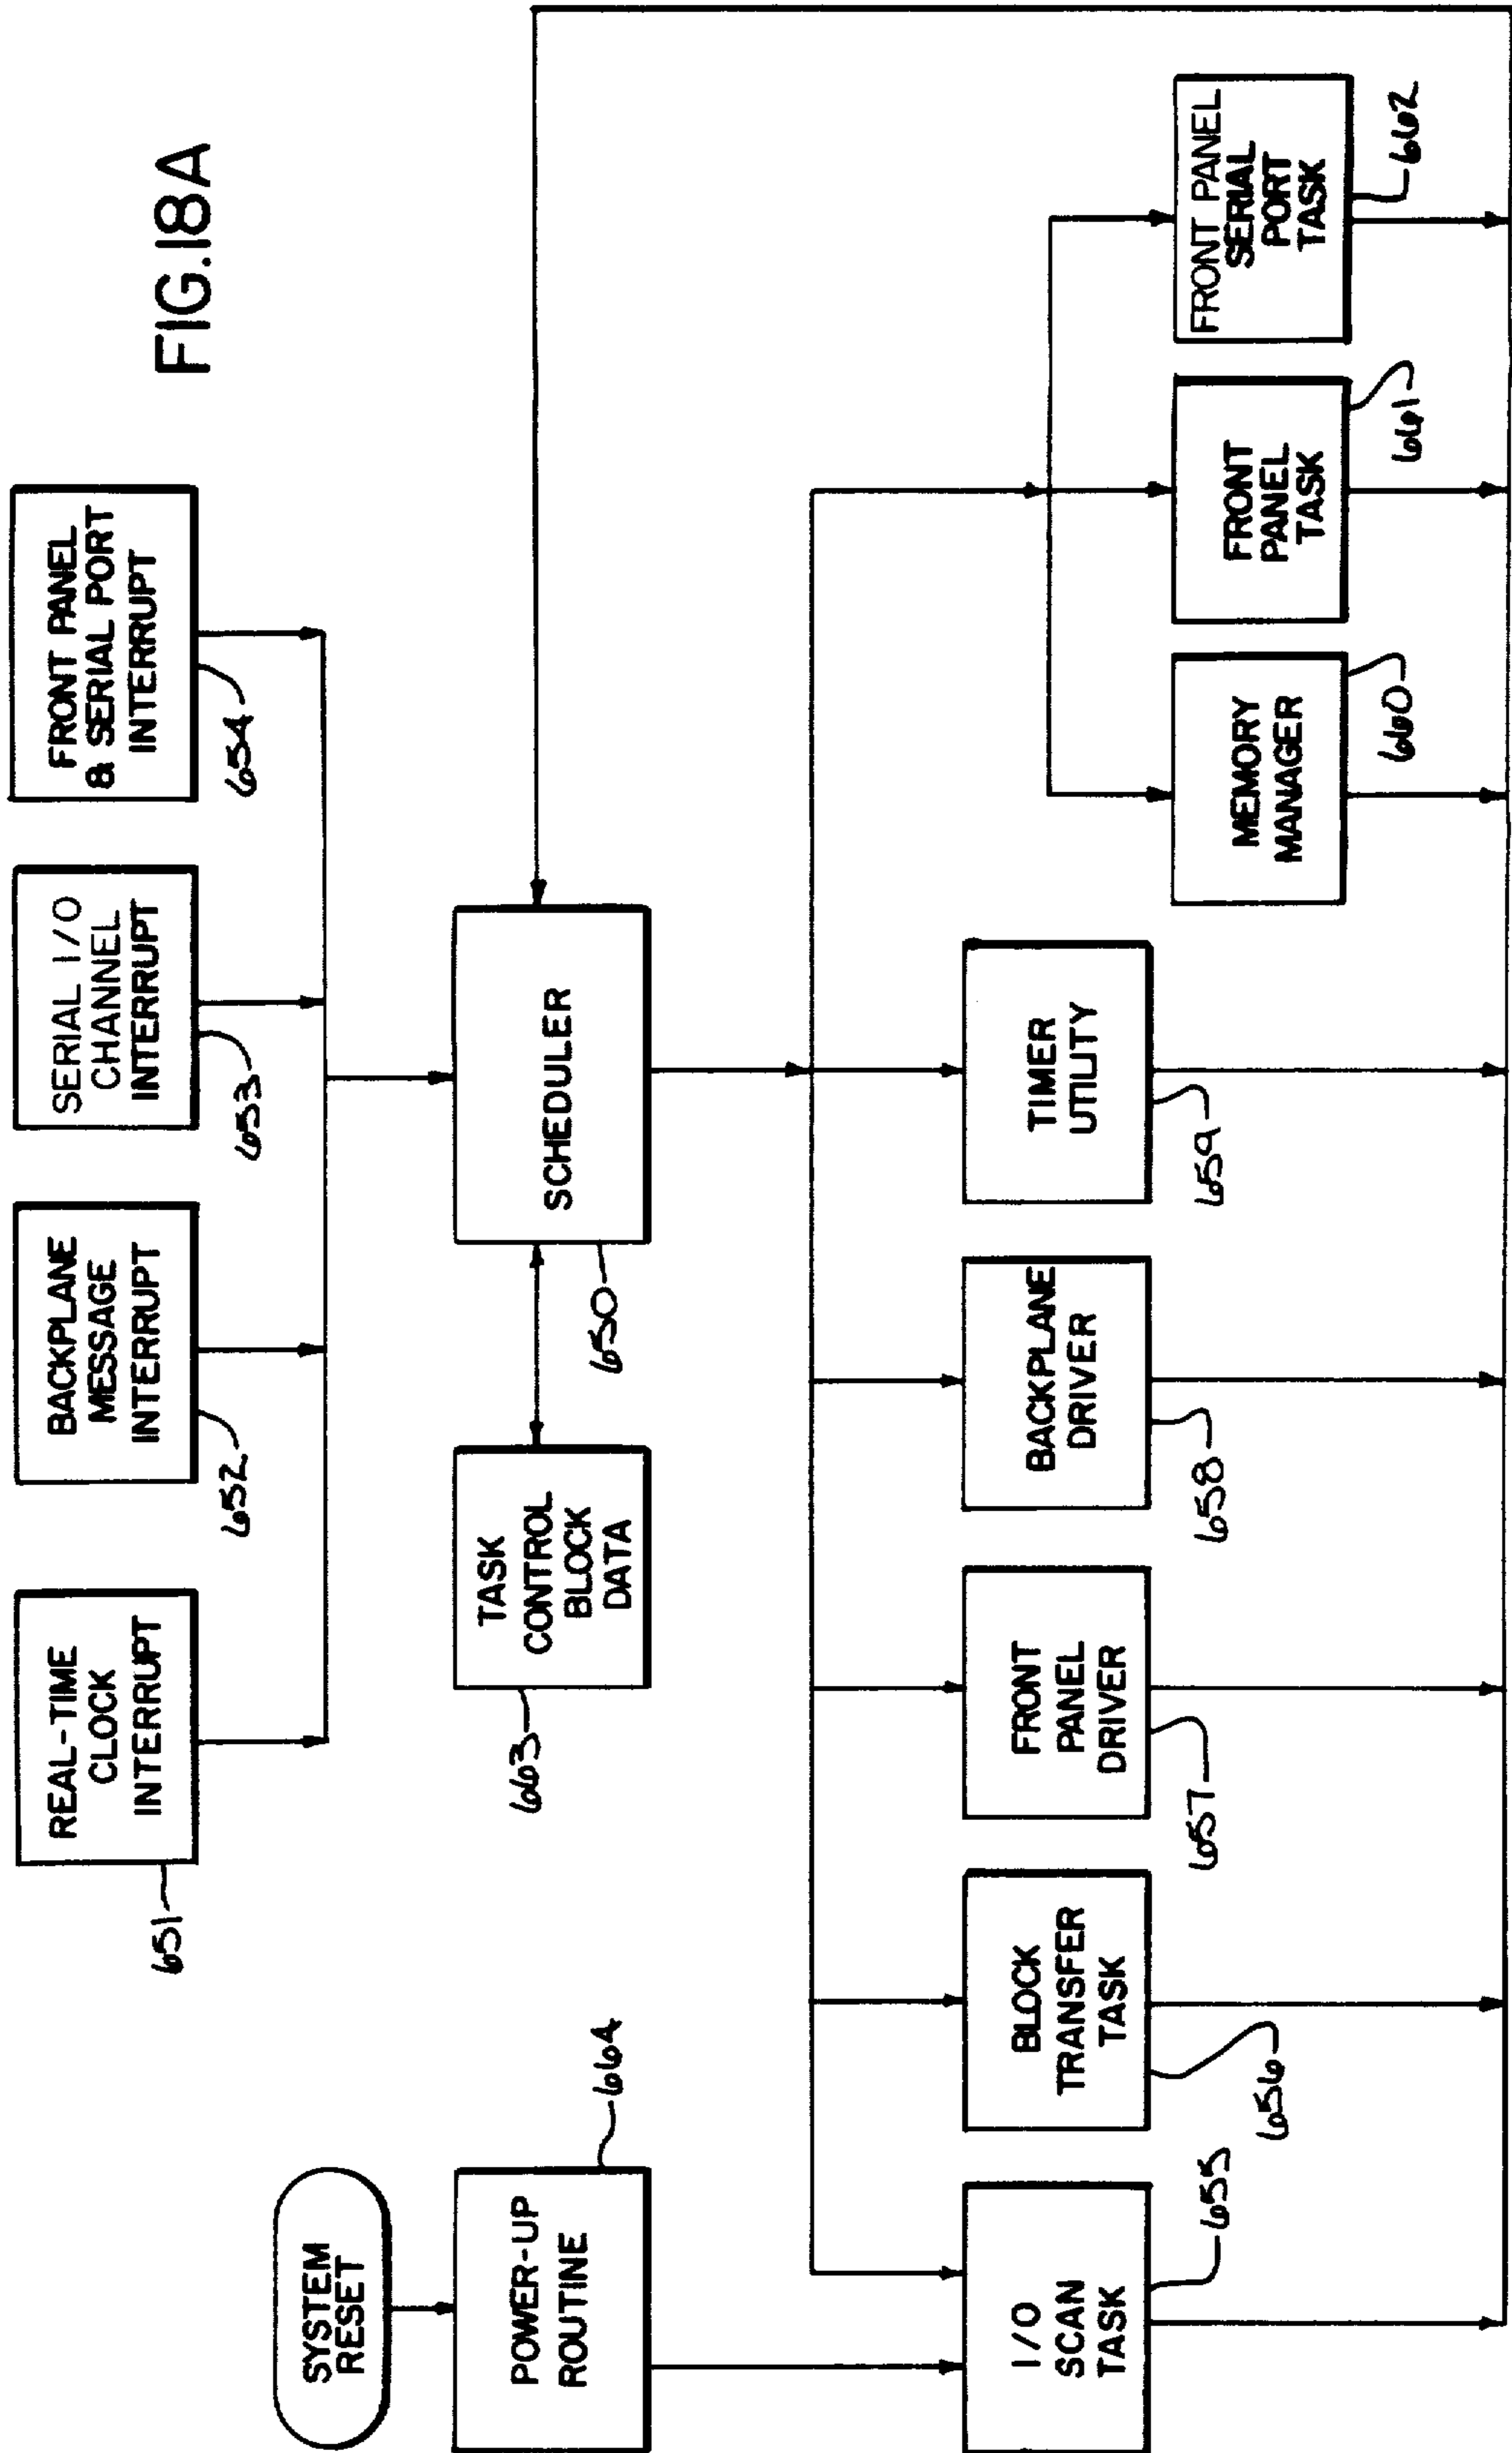 FIG.18A
REAL-TIME
CLOCK
INTERRUPT
651
BACKPLANE
MESSAGE
INTERRUPT
652
SERIAL I/O
CHANNEL
INTERRUPT
653
FRONT PANEL
& SERIAL PORT
INTERRUPT
654
SYSTEM
RESET
POWER-UP
ROUTINE
664
TASK
CONTROL
BLOCK
DATA
663
SCHEDULER
650
I/O
SCAN
TASK
655
BLOCK
TRANSFER
TASK
656
FRONT
PANEL
DRIVER
657
BACKPLANE
DRIVER
658
TIMER
UTILITY
659
MEMORY
MANAGER
660
FRONT
PANEL
TASK
661
FRONT PANEL
SERIAL
PORT
TASK
662